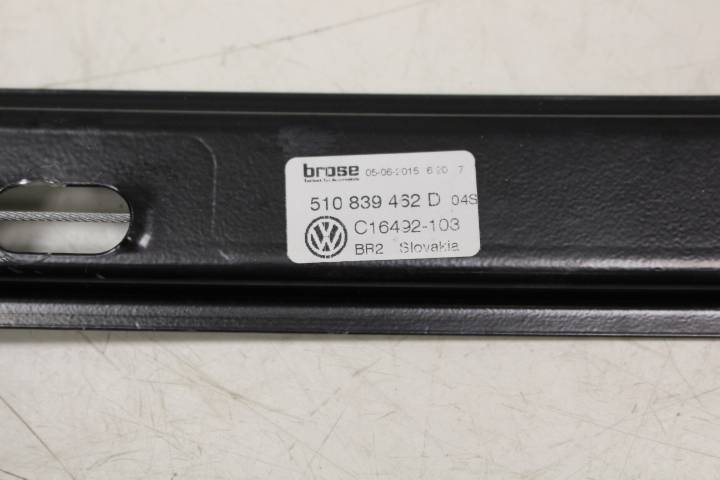 brose 05-06-2015 6:20 7
510 839 462 D 04S
C16492-103
BR2 Slovakia